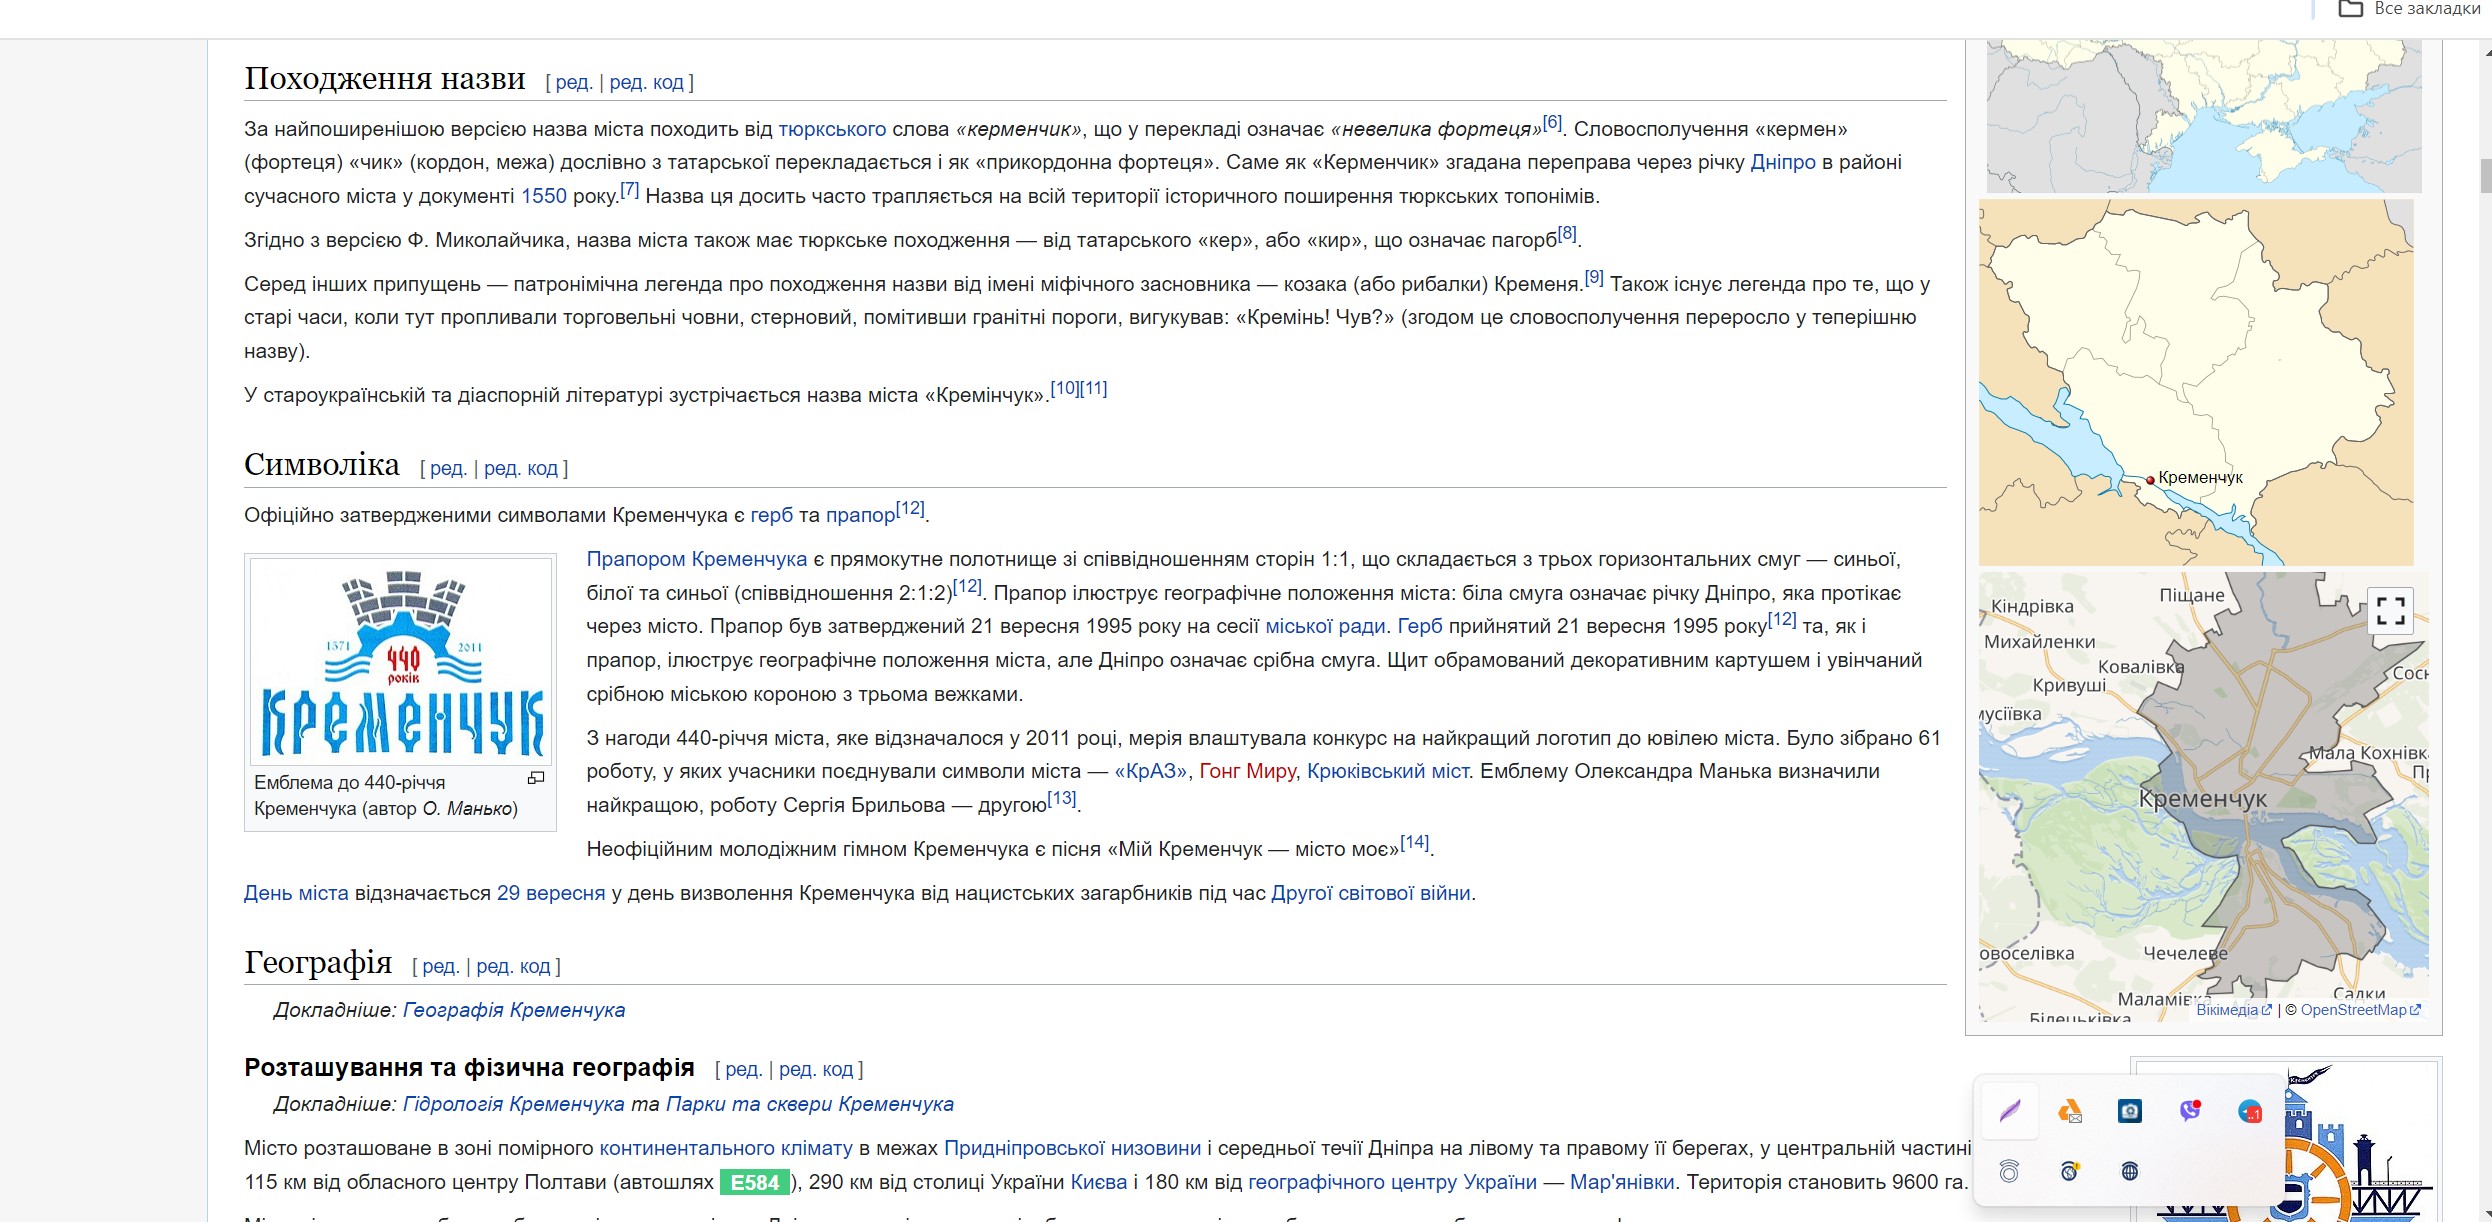 Все закладки
Походження назви [ ред. | ред. код ]
За найпоширенішою версією назва міста походить від тюркського слова «керменчик», що у перекладі означає «невелика фортеця»[6]. Словосполучення «кермен»
(фортеця) «чик» (кордон, межа) дослівно з татарської перекладається і як «прикордонна фортеця». Саме як «Керменчик» згадана переправа через річку Дніпро в районі
сучасного міста у документі 1550 року.[7] Назва ця досить часто трапляється на всій території історичного поширення тюркських топонімів.
Згідно з версією Ф. Миколайчика, назва міста також має тюркське походження — від татарського «кер», або «кир», що означає пагорб[8].
Серед інших припущень — патронімічна легенда про походження назви від імені міфічного засновника — козака (або рибалки) Кременя.[9] Також існує легенда про те, що у
старі часи, коли тут пропливали торговельні човни, стерновий, помітивши гранітні пороги, вигукував: «Кремінь! Чув?» (згодом це словосполучення переросло у теперішню
назву).
У староукраїнській та діаспорній літературі зустрічається назва міста «Кремінчук».[10][11]
Символіка [ ред. | ред. код ]
Офіційно затвердженими символами Кременчука є герб та прапор[12].
1571
2011
440
років
КРЕМЕНЧУК
Емблема до 440-річчя
Кременчука (автор О. Манько)
Прапором Кременчука є прямокутне полотнище зі співвідношенням сторін 1:1, що складається з трьох горизонтальних смуг — синьої,
білої та синьої (співвідношення 2:1:2)[12]. Прапор ілюструє географічне положення міста: біла смуга означає річку Дніпро, яка протікає
через місто. Прапор був затверджений 21 вересня 1995 року на сесії міської ради. Герб прийнятий 21 вересня 1995 року[12] та, як і
прапор, ілюструє географічне положення міста, але Дніпро означає срібна смуга. Щит обрамований декоративним картушем і увінчаний
срібною міською короною з трьома вежками.
З нагоди 440-річчя міста, яке відзначалося у 2011 році, мерія влаштувала конкурс на найкращий логотип до ювілею міста. Було зібрано 61
роботу, у яких учасники поєднували символи міста — «КрАЗ», Гонг Миру, Крюківський міст. Емблему Олександра Манька визначили
найкращою, роботу Сергія Брильова — другою[13].
Неофіційним молодіжним гімном Кременчука є пісня «Мій Кременчук — місто моє»[14].
День міста відзначається 29 вересня у день визволення Кременчука від нацистських загарбників під час Другої світової війни.
Географія [ ред. | ред. код ]
Докладніше: Географія Кременчука
Розташування та фізична географія [ ред. | ред. код ]
Докладніше: Гідрологія Кременчука та Парки та сквери Кременчука
Місто розташоване в зоні помірного континентального клімату в межах Придніпровської низовини і середньої течії Дніпра на лівому та правому її берегах, у центральній частині
115 км від обласного центру Полтави (автошлях E584 ), 290 км від столиці України Києва і 180 км від географічного центру України — Мар'янівки. Територія становить 9600 га.
Кременчук
Піщане
Кіндрівка
Михайленки
Ковалівка
Кривуші
Сосн
мусіївка
Мала Кохнівка
Пр
Кременчук
овоселівка
Чечелеве
Маламівка
Садки
Білецьківка
Вікімедіа | © OpenStreetMap